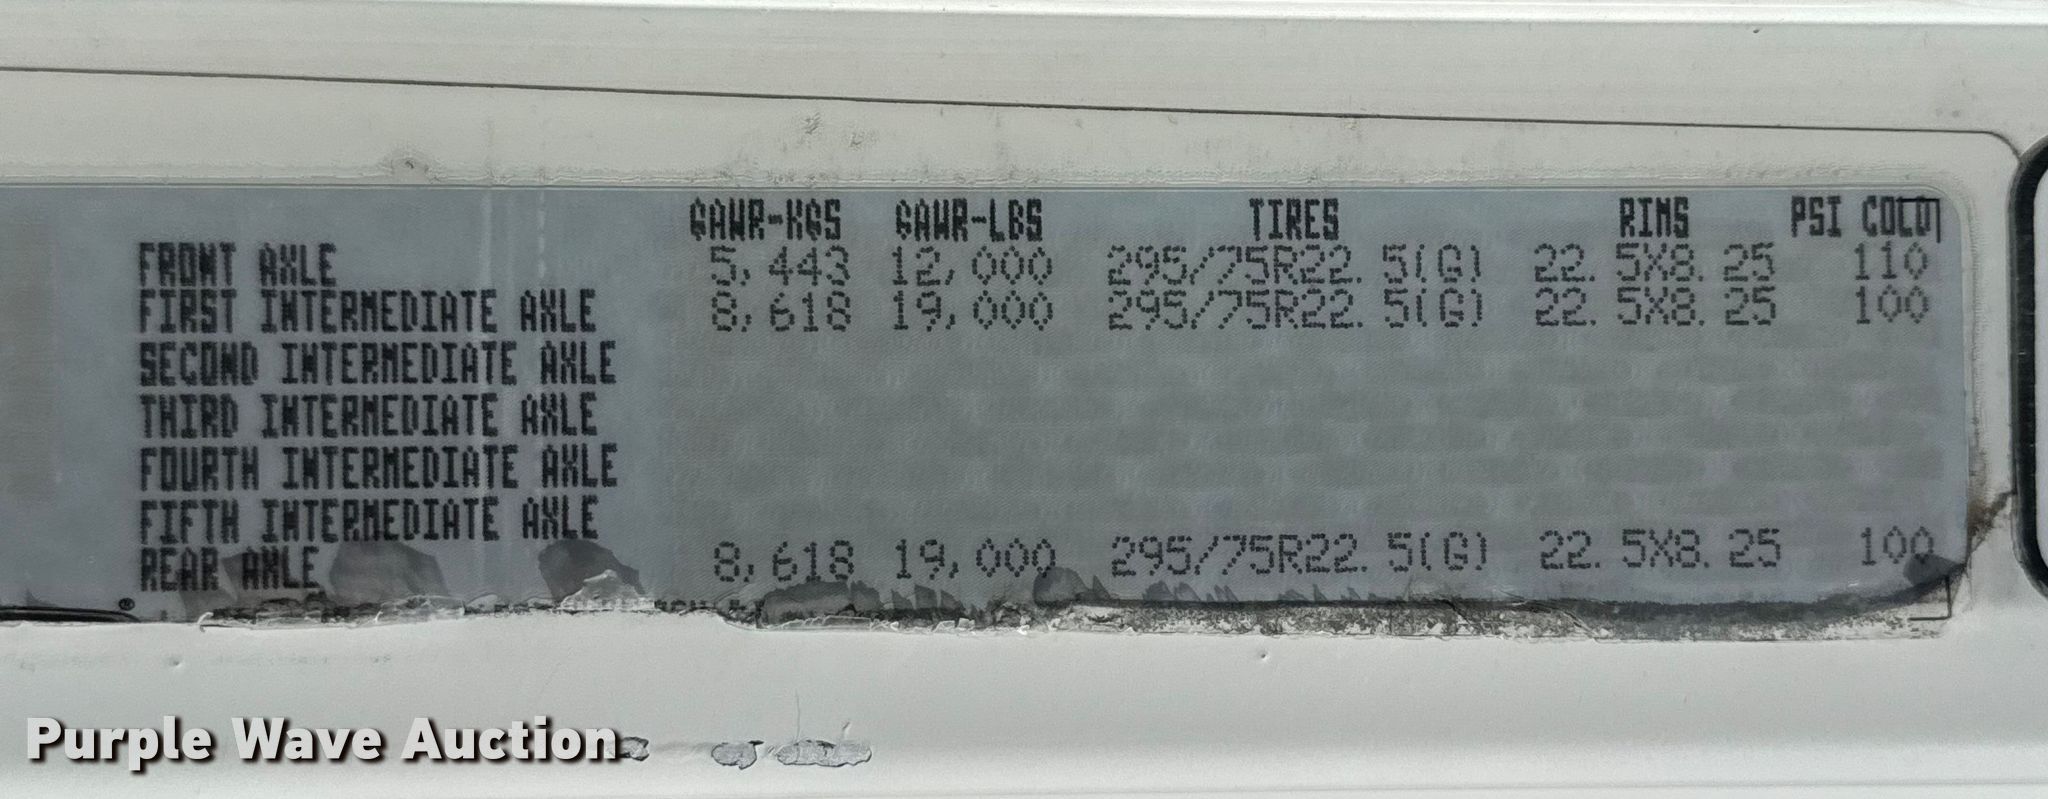 GAWR-KGS GAWR-LBS TIRES RIMS PSI COLD
FRONT AXLE 5,443 12,000 295/75R22.5(G) 22.5X8.25 110
FIRST INTERMEDIATE AXLE 8,618 19,000 295/75R22.5(G) 22.5X8.25 100
SECOND INTERMEDIATE AXLE
THIRD INTERMEDIATE AXLE
FOURTH INTERMEDIATE AXLE
FIFTH INTERMEDIATE AXLE
REAR AXLE 8,618 19,000 295/75R22.5(G) 22.5X8.25 100
Purple Wave Auction